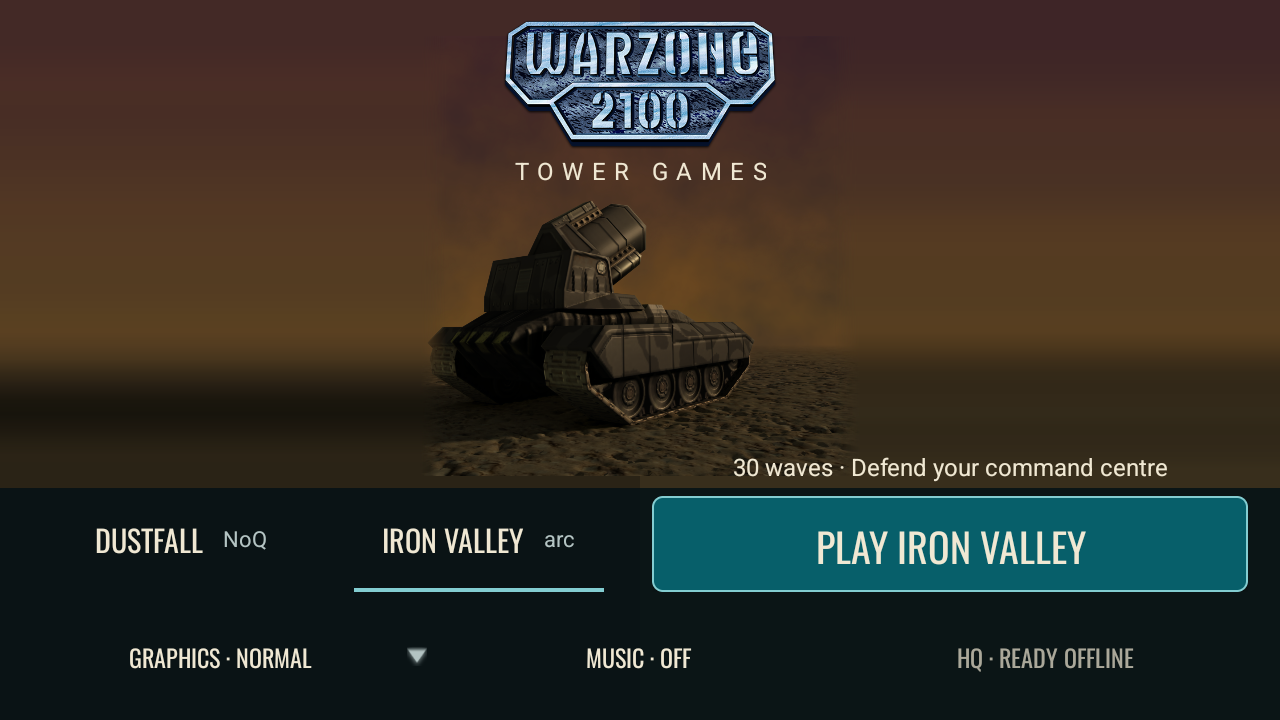 WARZONE
2100
TOWER GAMES
30 waves · Defend your command centre
DUSTFALL NoQ
IRON VALLEY arc
PLAY IRON VALLEY
GRAPHICS · NORMAL
MUSIC · OFF
HQ · READY OFFLINE